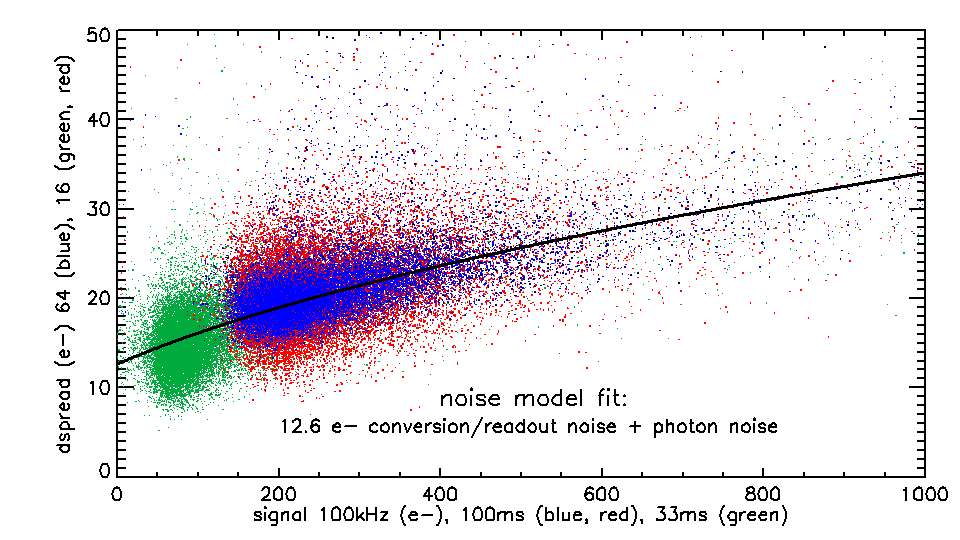 50
40
30
20
10
0
dspread (e-) 64 (blue), 16 (green, red)
noise model fit:
12.6 e- conversion/readout noise + photon noise
0 200 400 600 800 1000
signal 100kHz (e-), 100ms (blue, red), 33ms (green)